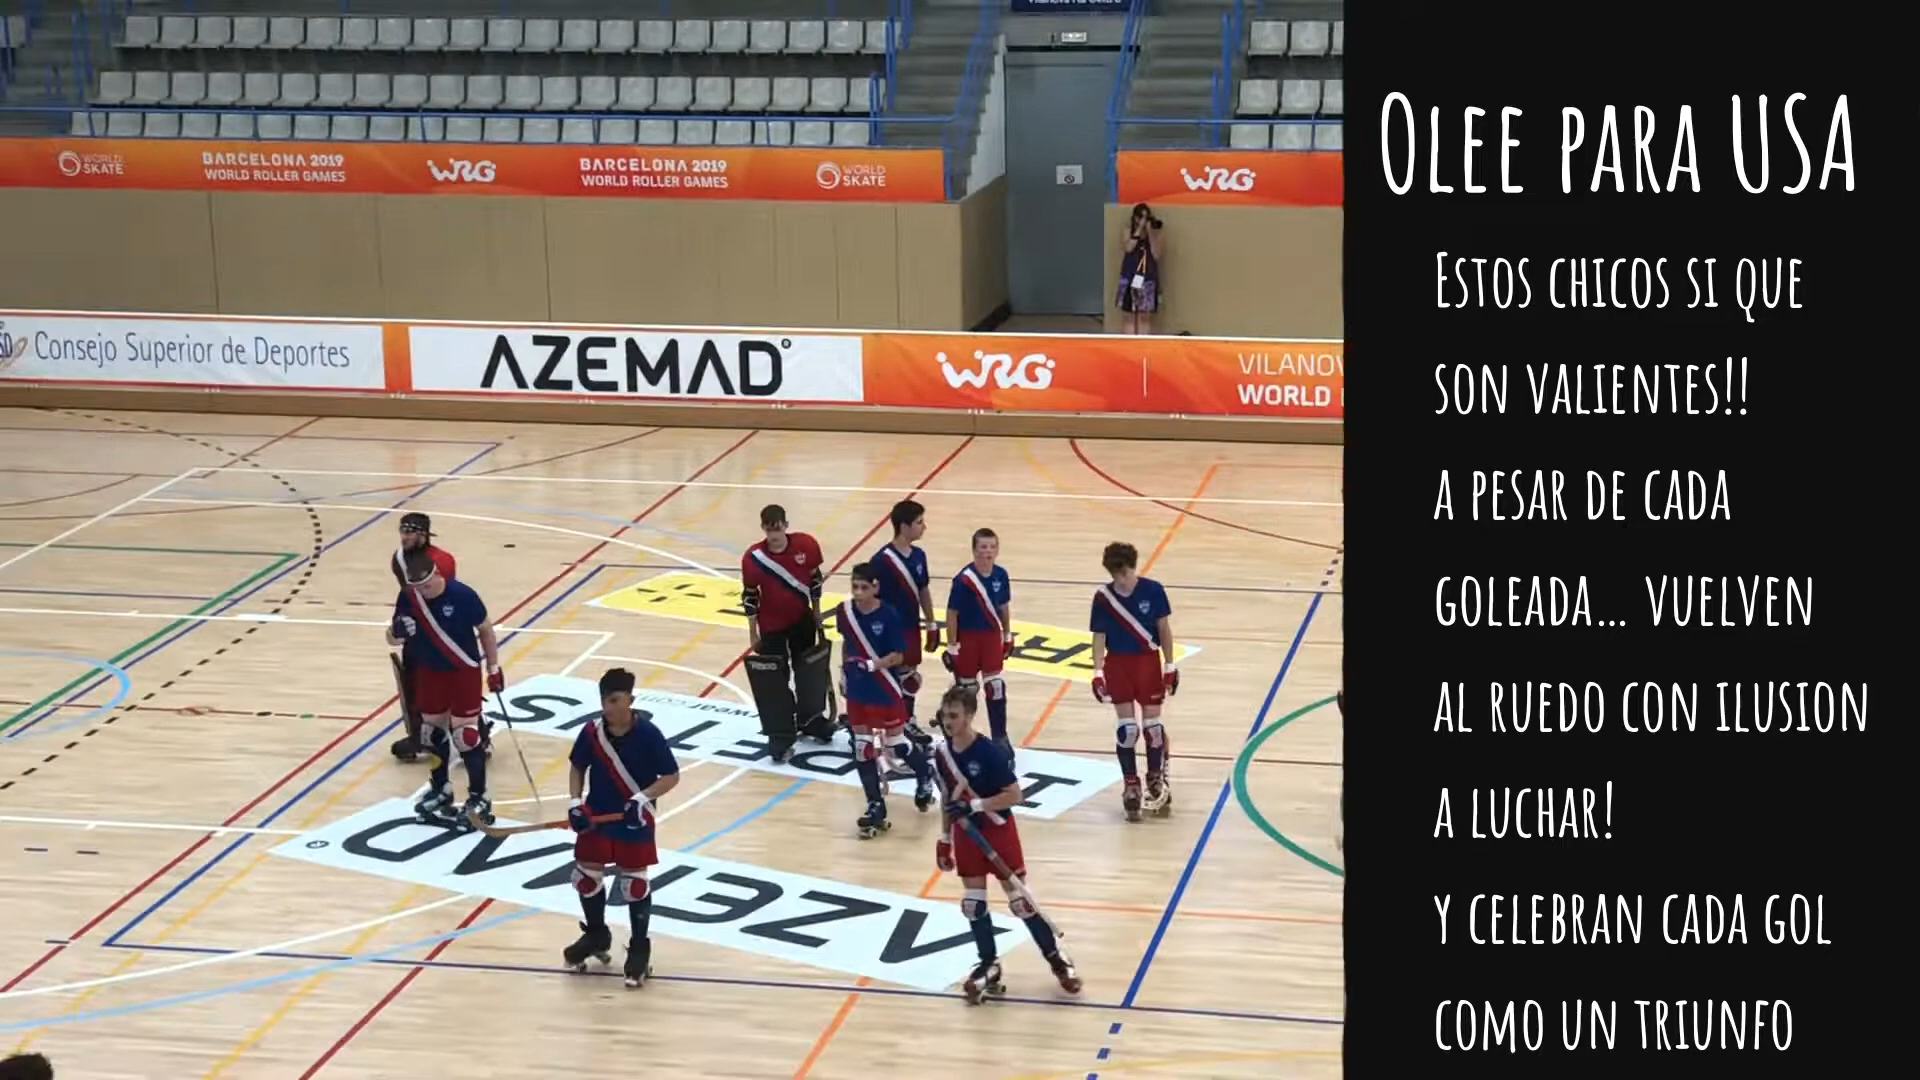 WORLD SKATE
BARCELONA 2019
WORLD ROLLER GAMES
WRG
BARCELONA 2019
WORLD ROLLER GAMES
WORLD SKATE
WRG
Consejo Superior de Deportes
AZEMAD
WRG
VILANOV
WORLD
AZEMAD
OLEE PARA USA
ESTOS CHICOS SI QUE
SON VALIENTES!!
A PESAR DE CADA
GOLEADA... VUELVEN
AL RUEDO CON ILUSION
A LUCHAR!
Y CELEBRAN CADA GOL
COMO UN TRIUNFO